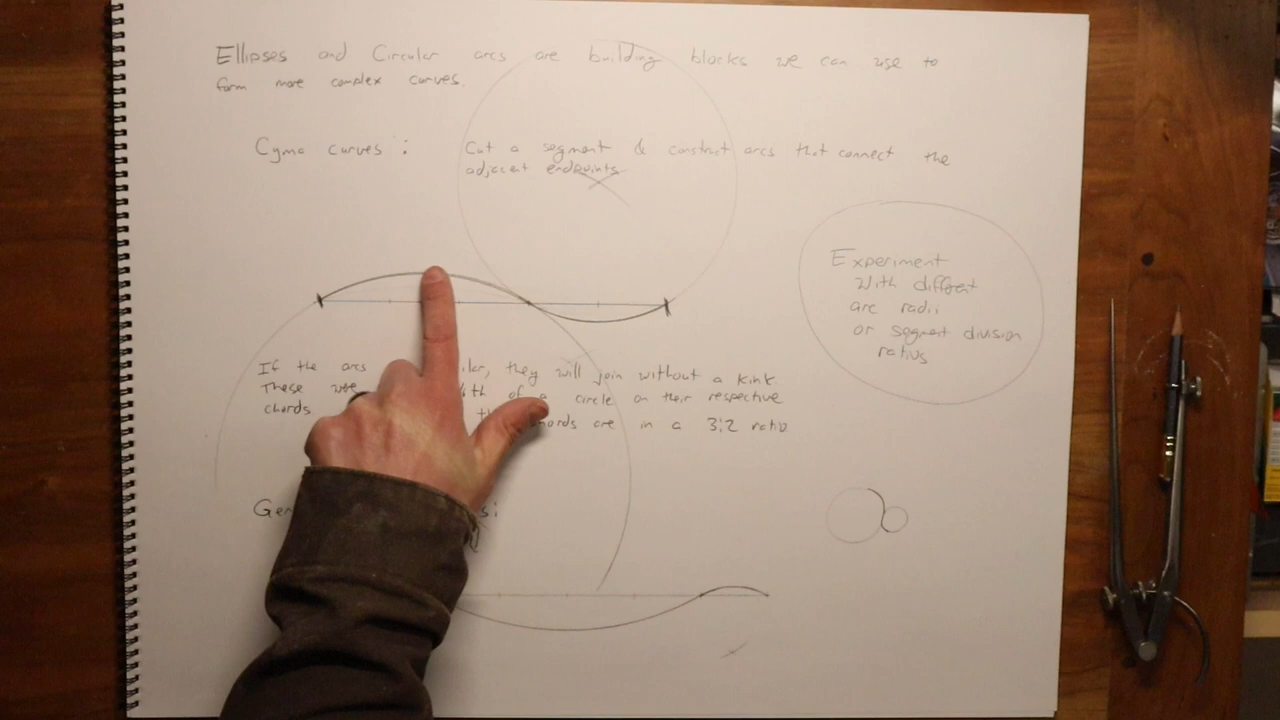 Ellipses and Circular arcs are building blocks we can use to
form more complex curves.
Cyma curves :
Cut a segment & construct arcs that connect the
adjacent endpoints
Experiment
with different
arc radii
or segment division
ratios
If the arcs ilar, they will join without a kink.
These use 6th of a circle on their respective
chords chords are in a 3:2 ratio